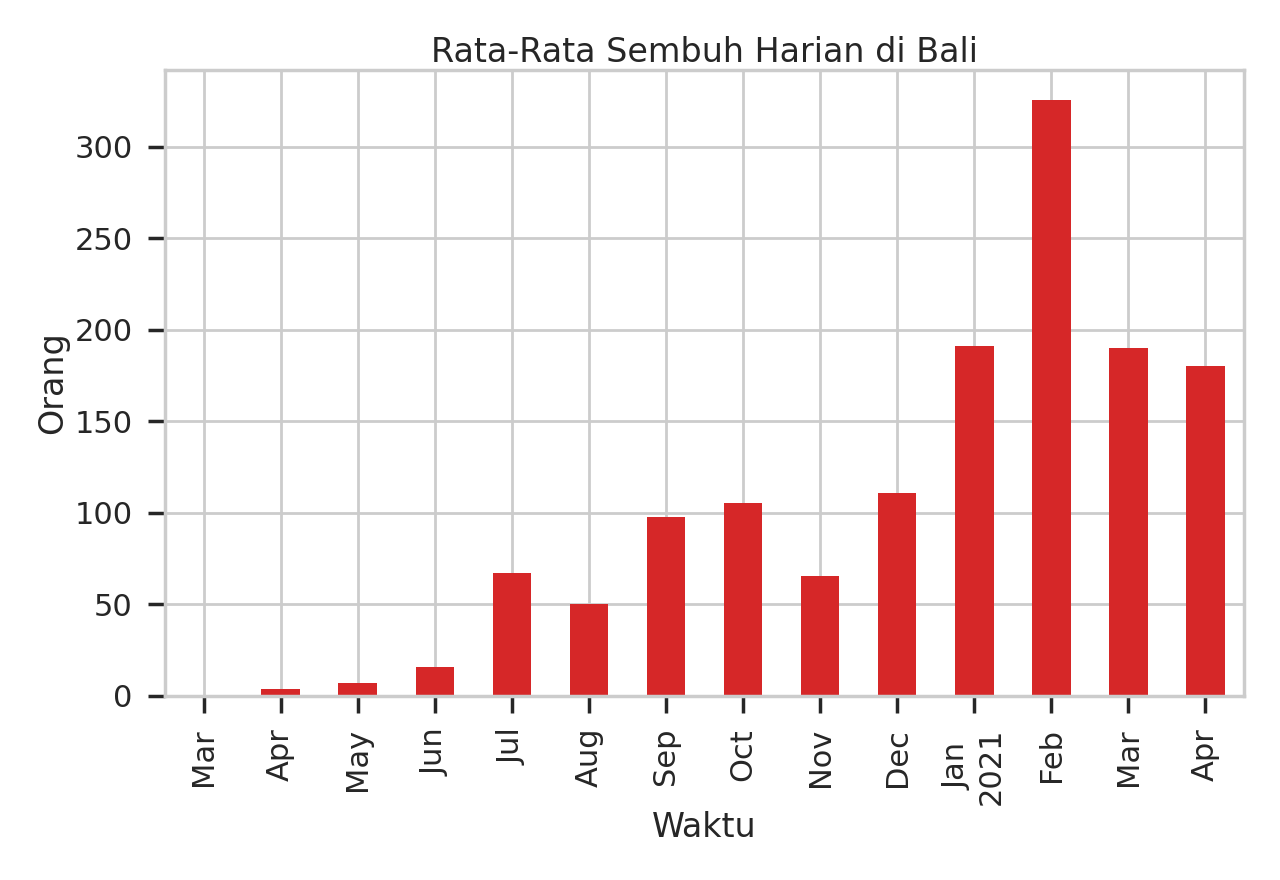 Rata-Rata Sembuh Harian di Bali
Orang
300
250
200
150
100
50
0
Mar
Apr
May
Jun
Jul
Aug
Sep
Oct
Nov
Dec
Jan
2021
Feb
Mar
Apr
Waktu